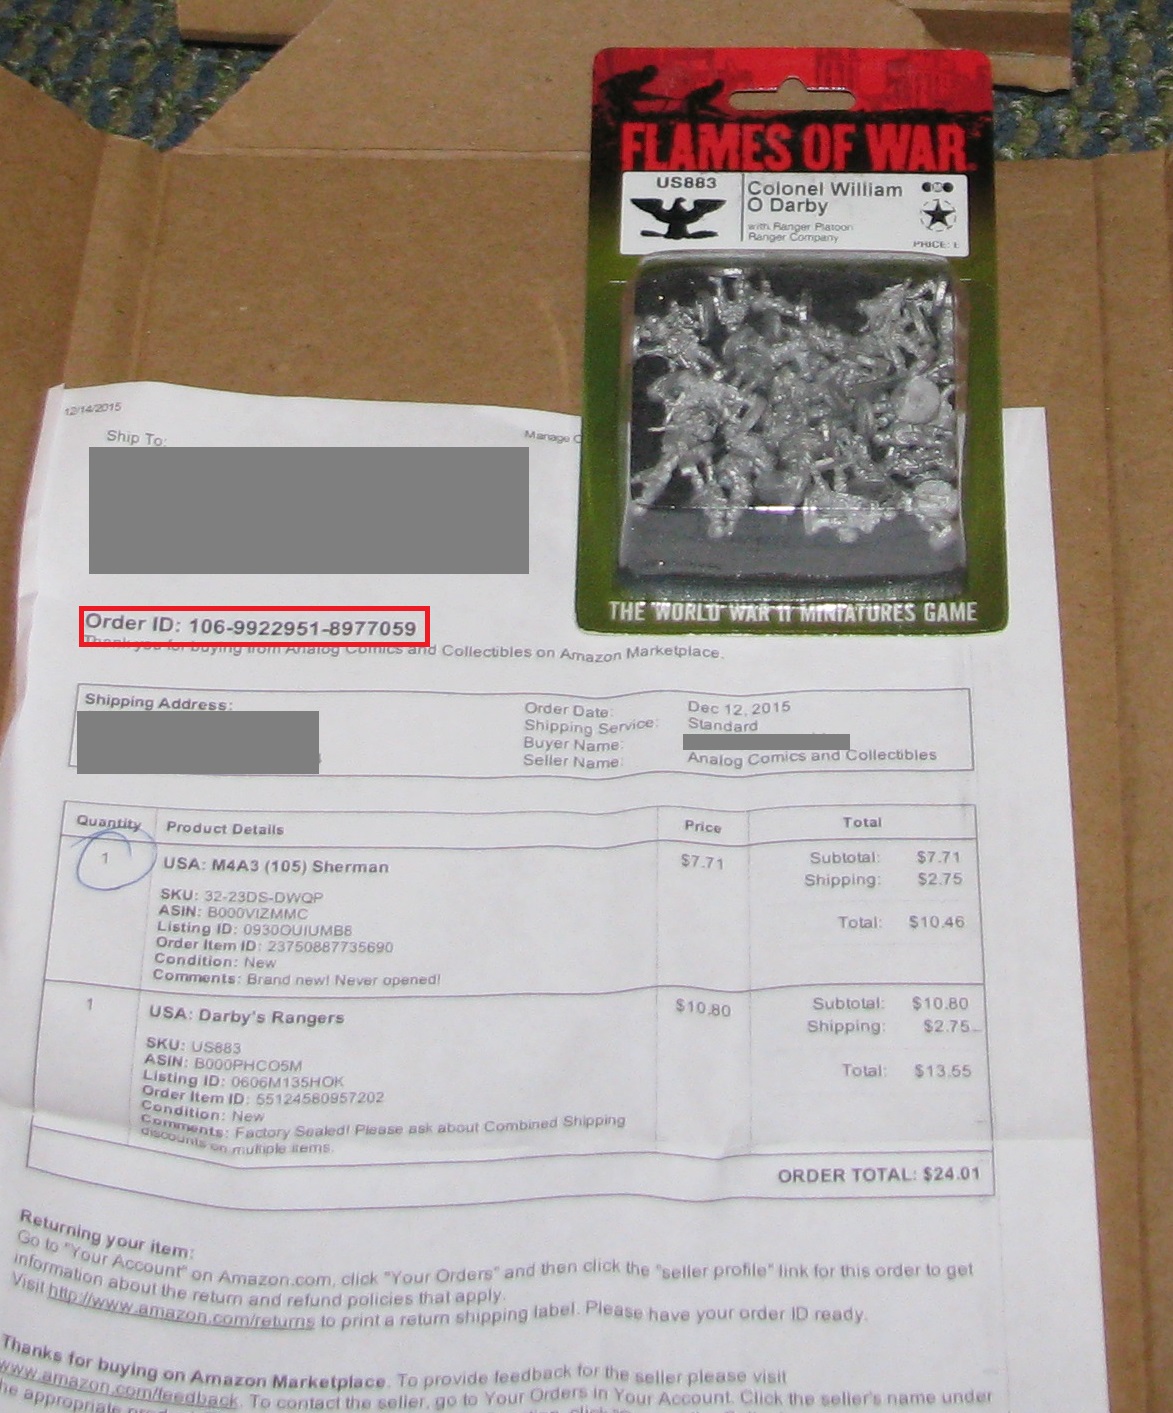 FLAMES OF WAR
US883
Colonel William
O Darby
with Ranger Platoon
Ranger Company
PRICE: E
THE WORLD WAR II MINIATURES GAME
12/14/2015
Manage
Ship To:
Order ID: 106-9922951-8977059
Thank you for buying from Analog Comics and Collectibles on Amazon Marketplace.
Shipping Address:
Order Date: Dec 12, 2015
Shipping Service: Standard
Buyer Name:
Seller Name: Analog Comics and Collectibles
Quantity Product Details Price Total
1 USA: M4A3 (105) Sherman $7.71 Subtotal: $7.71
Shipping: $2.75
SKU: 32-23DS-DWQP
ASIN: B000VIZMMC
Listing ID: 0930OUIUMB8 Total: $10.46
Order Item ID: 23750887735690
Condition: New
Comments: Brand new! Never opened!
1 USA: Darby's Rangers $10.80 Subtotal: $10.80
Shipping: $2.75
SKU: US883
ASIN: B000PHCO5M
Listing ID: 0606M135HOK Total: $13.55
Order Item ID: 55124580957202
Condition: New
Comments: Factory Sealed! Please ask about Combined Shipping
discounts on multiple items.
ORDER TOTAL: $24.01
Returning your item:
Go to "Your Account" on Amazon.com, click "Your Orders" and then click the "seller profile" link for this order to get
information about the return and refund policies that apply.
Visit http://www.amazon.com/returns to print a return shipping label. Please have your order ID ready.
Thanks for buying on Amazon Marketplace. To provide feedback for the seller please visit
www.amazon.com/feedback. To contact the seller, go to Your Orders in Your Account. Click the seller's name under
he appropriate